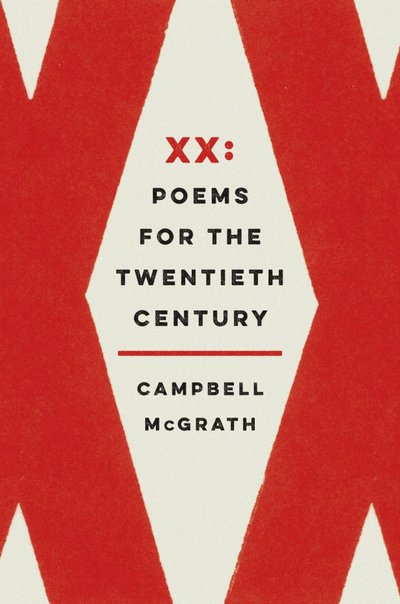 XX:
POEMS
FOR THE
TWENTIETH
CENTURY
CAMPBELL
McGRATH